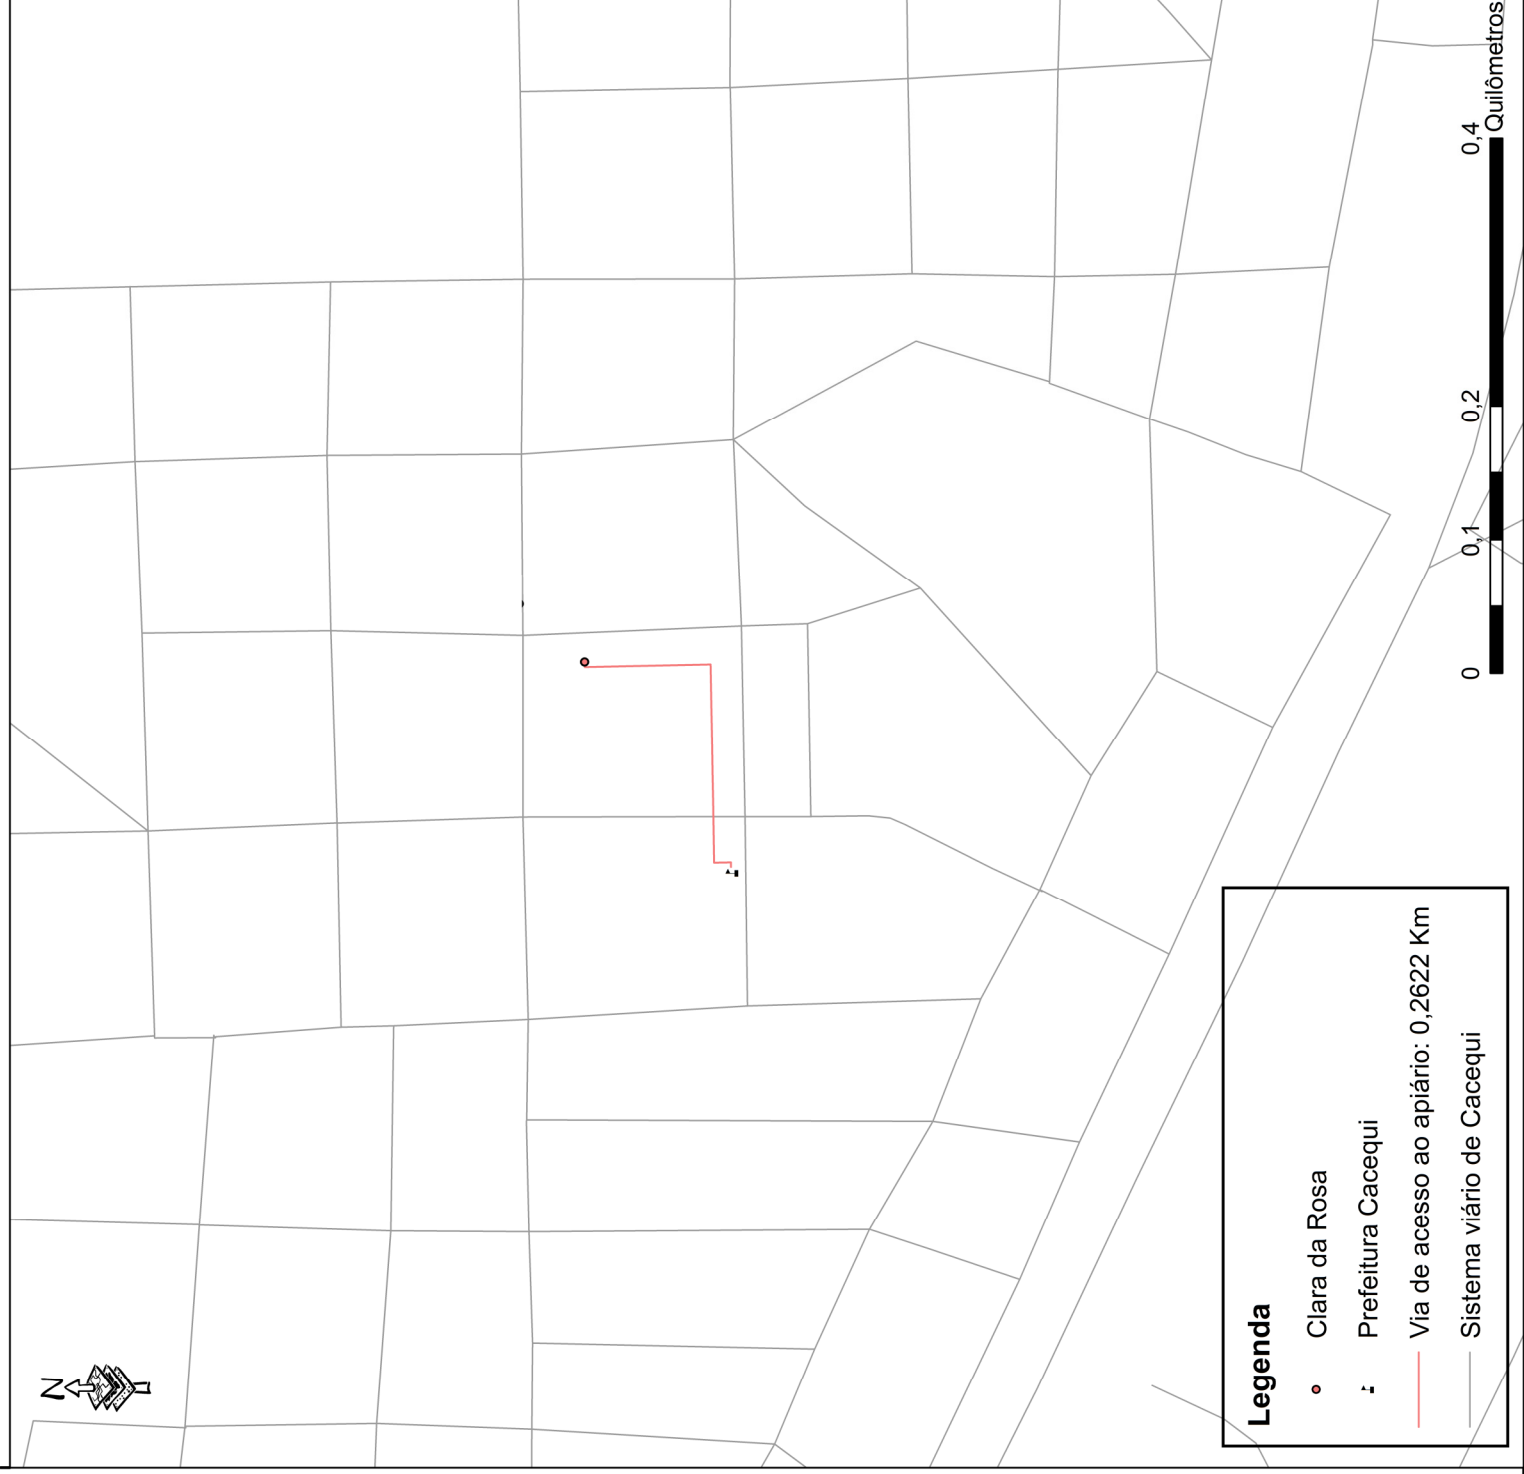 N
Legenda
Clara da Rosa
Prefeitura Cacequi
Via de acesso ao apiário: 0,2622 Km
Sistema viário de Cacequi
0 0,1 0,2 0,4
Quilômetros